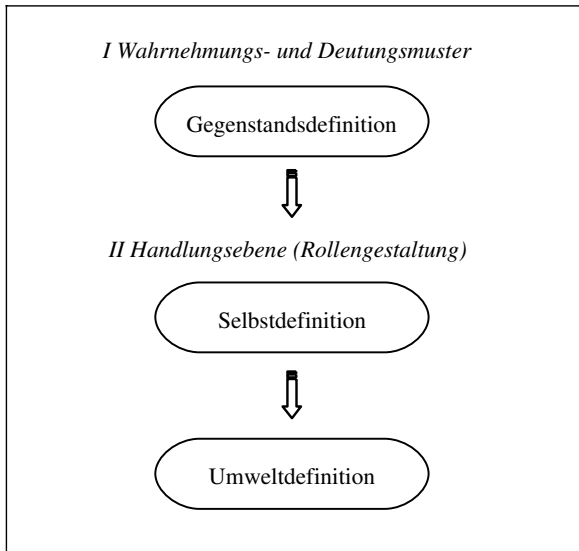 I Wahrnehmungs- und Deutungsmuster
Gegenstandsdefinition
II Handlungsebene (Rollengestaltung)
Selbstdefinition
Umweltdefinition